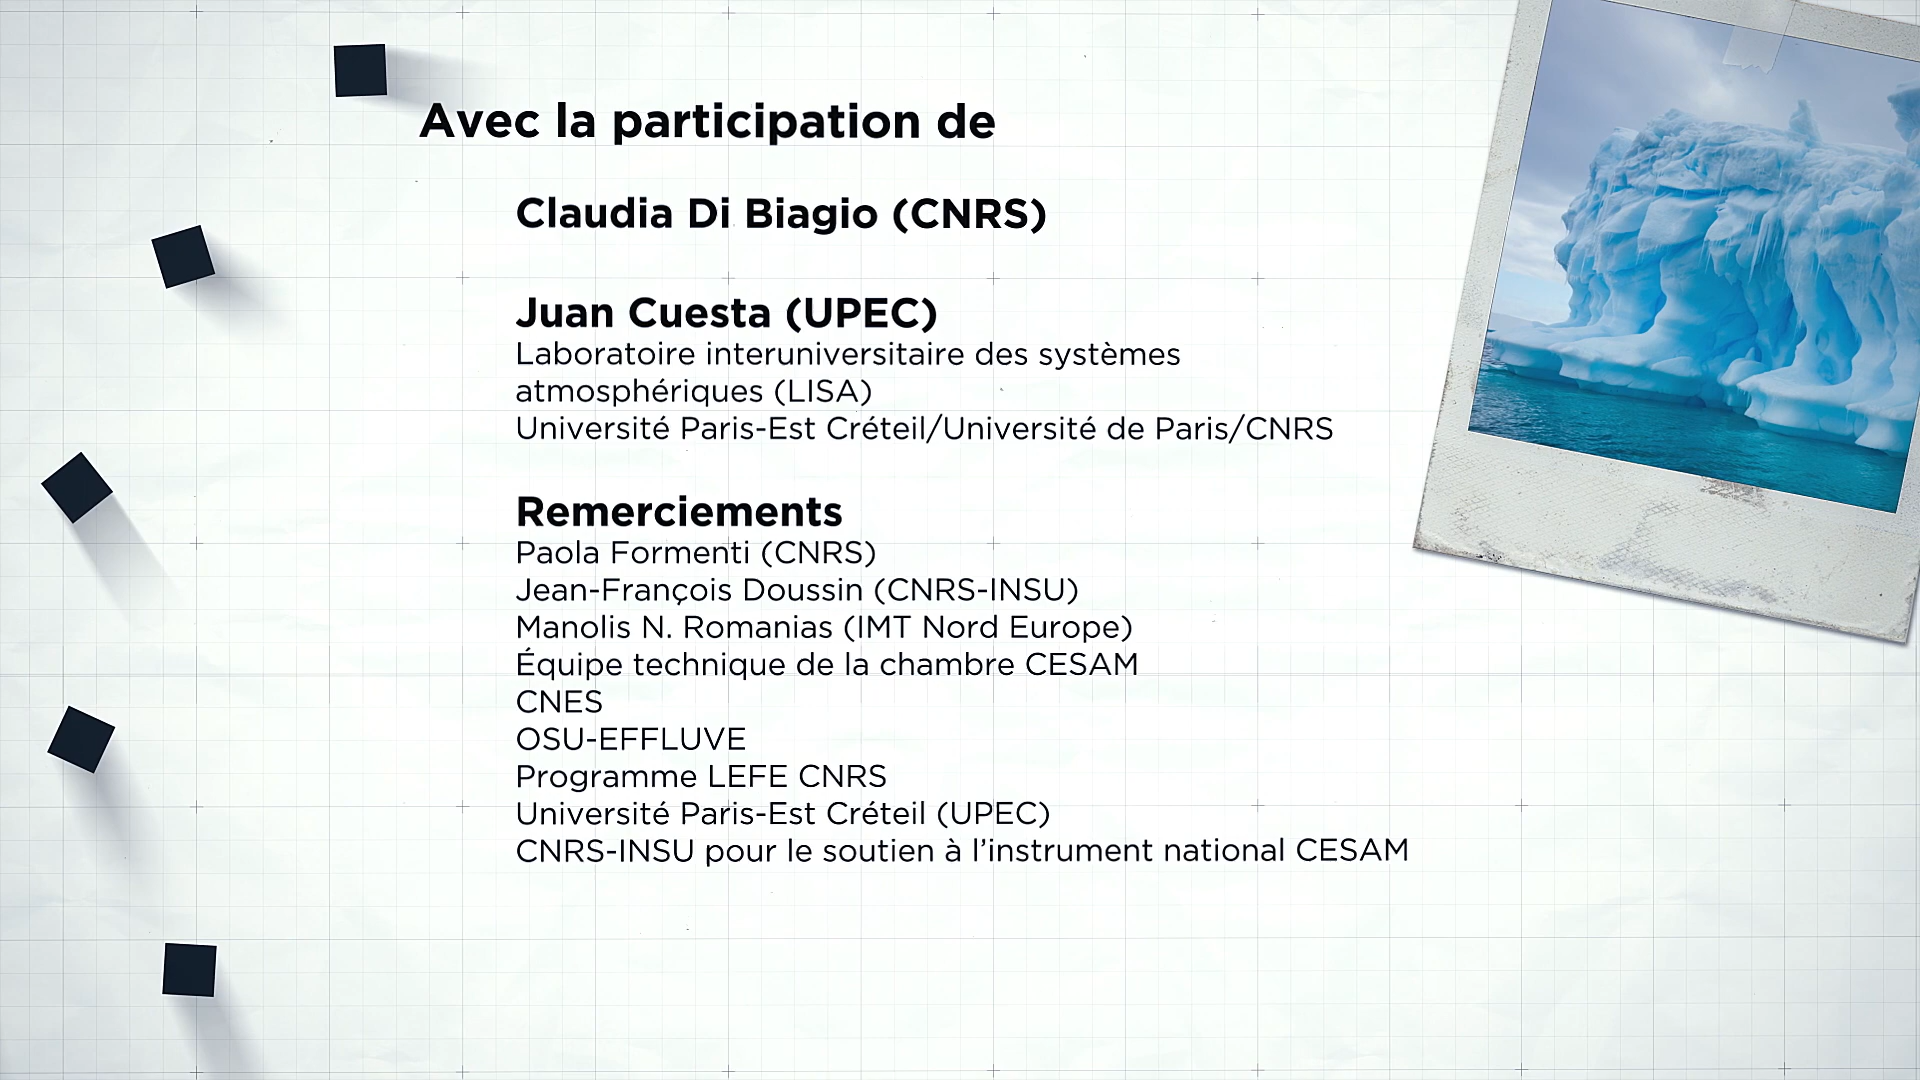 Avec la participation de
Claudia Di Biagio (CNRS)
Juan Cuesta (UPEC)
Laboratoire interuniversitaire des systèmes
atmosphériques (LISA)
Université Paris-Est Créteil/Université de Paris/CNRS
Remerciements
Paola Formenti (CNRS)
Jean-François Doussin (CNRS-INSU)
Manolis N. Romanias (IMT Nord Europe)
Équipe technique de la chambre CESAM
CNES
OSU-EFFLUVE
Programme LEFE CNRS
Université Paris-Est Créteil (UPEC)
CNRS-INSU pour le soutien à l’instrument national CESAM